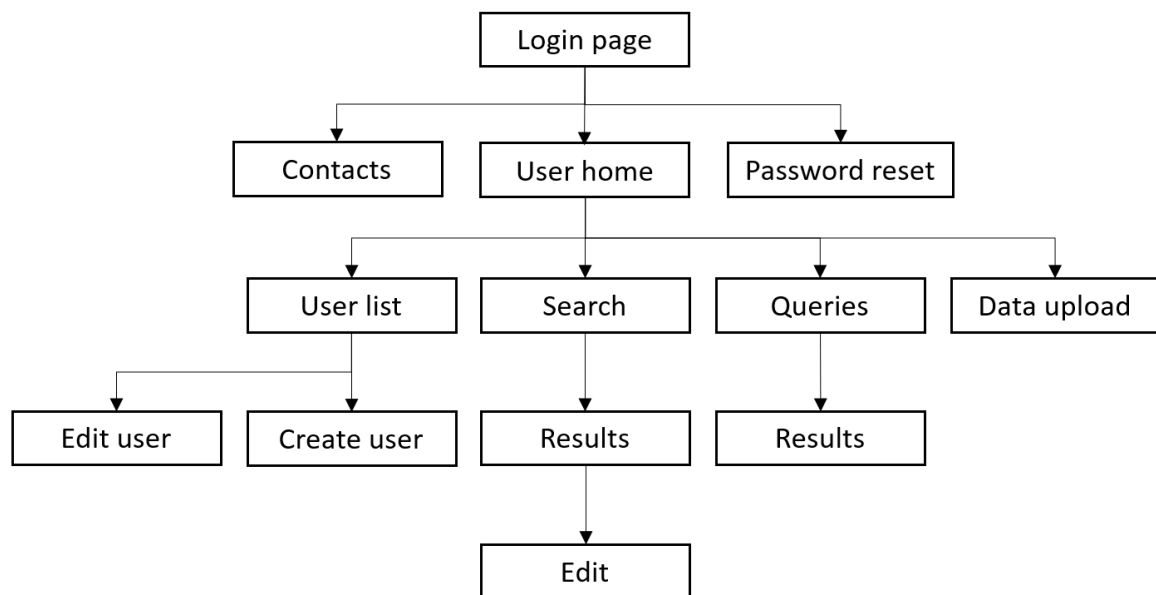 Login page
Contacts
User home
Password reset
User list
Search
Queries
Data upload
Edit user
Create user
Results
Results
Edit